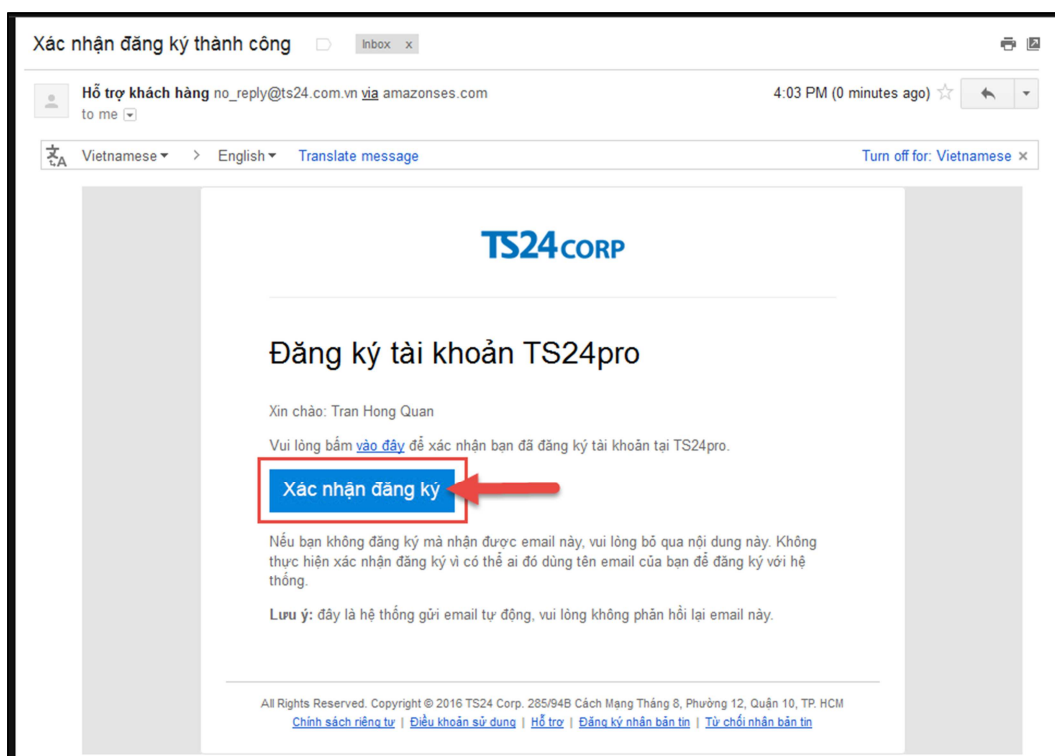 Xác nhận đăng ký thành công Inbox x
Hỗ trợ khách hàng no_reply@ts24.com.vn via amazonses.com 4:03 PM (0 minutes ago)
to me
Vietnamese > English Translate message Turn off for: Vietnamese x
TS24 CORP
Đăng ký tài khoản TS24pro
Xin chào: Tran Hong Quan
Vui lòng bấm vào đây để xác nhận bạn đã đăng ký tài khoản tại TS24pro.
Xác nhận đăng ký
Nếu bạn không đăng ký mà nhận được email này, vui lòng bỏ qua nội dung này. Không
thực hiện xác nhận đăng ký vì có thể ai đó dùng tên email của bạn để đăng ký với hệ
thống.
Lưu ý: đây là hệ thống gửi email tự động, vui lòng không phản hồi lại email này.
All Rights Reserved. Copyright © 2016 TS24 Corp. 285/94B Cách Mạng Tháng 8, Phường 12, Quận 10, TP. HCM
Chính sách riêng tư | Điều khoản sử dụng | Hỗ trợ | Đăng ký nhận bản tin | Từ chối nhận bản tin